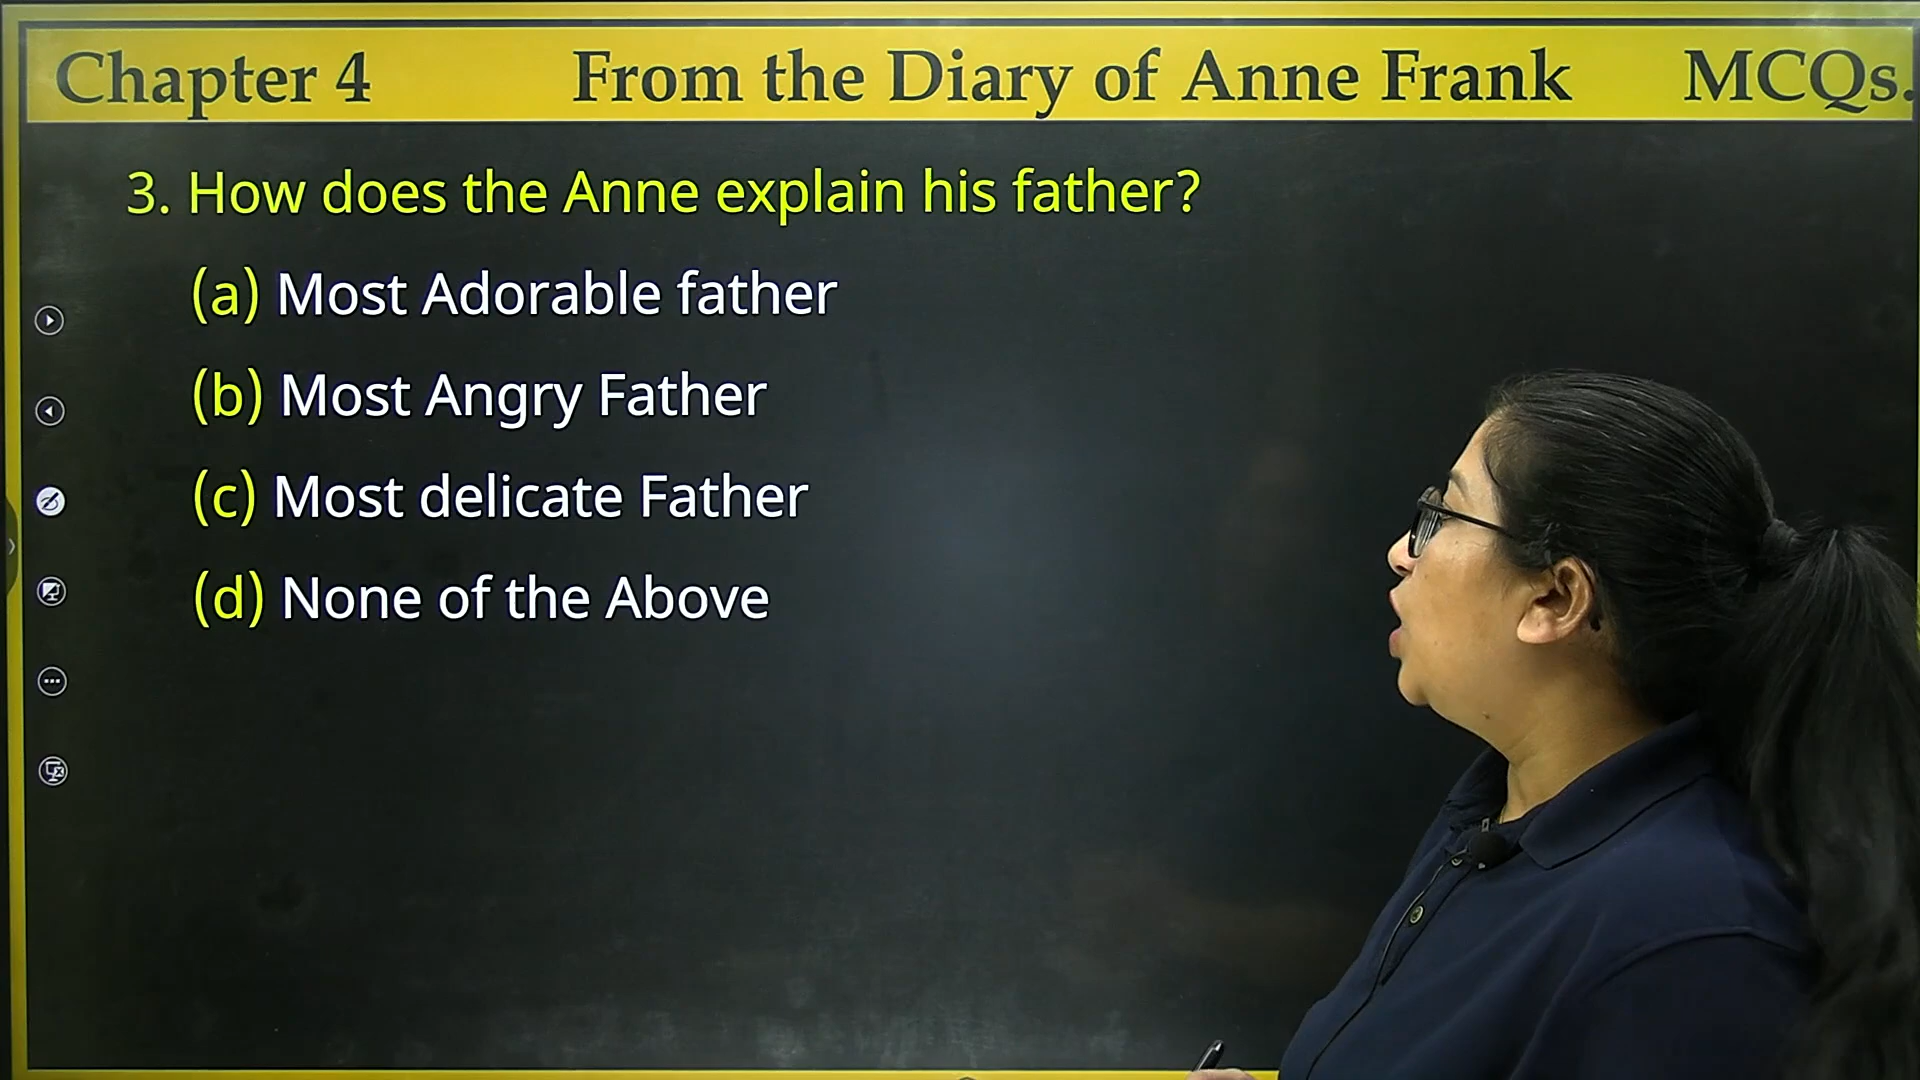 Chapter 4 From the Diary of Anne Frank MCQs.
3. How does the Anne explain his father?
(a) Most Adorable father
(b) Most Angry Father
(c) Most delicate Father
(d) None of the Above